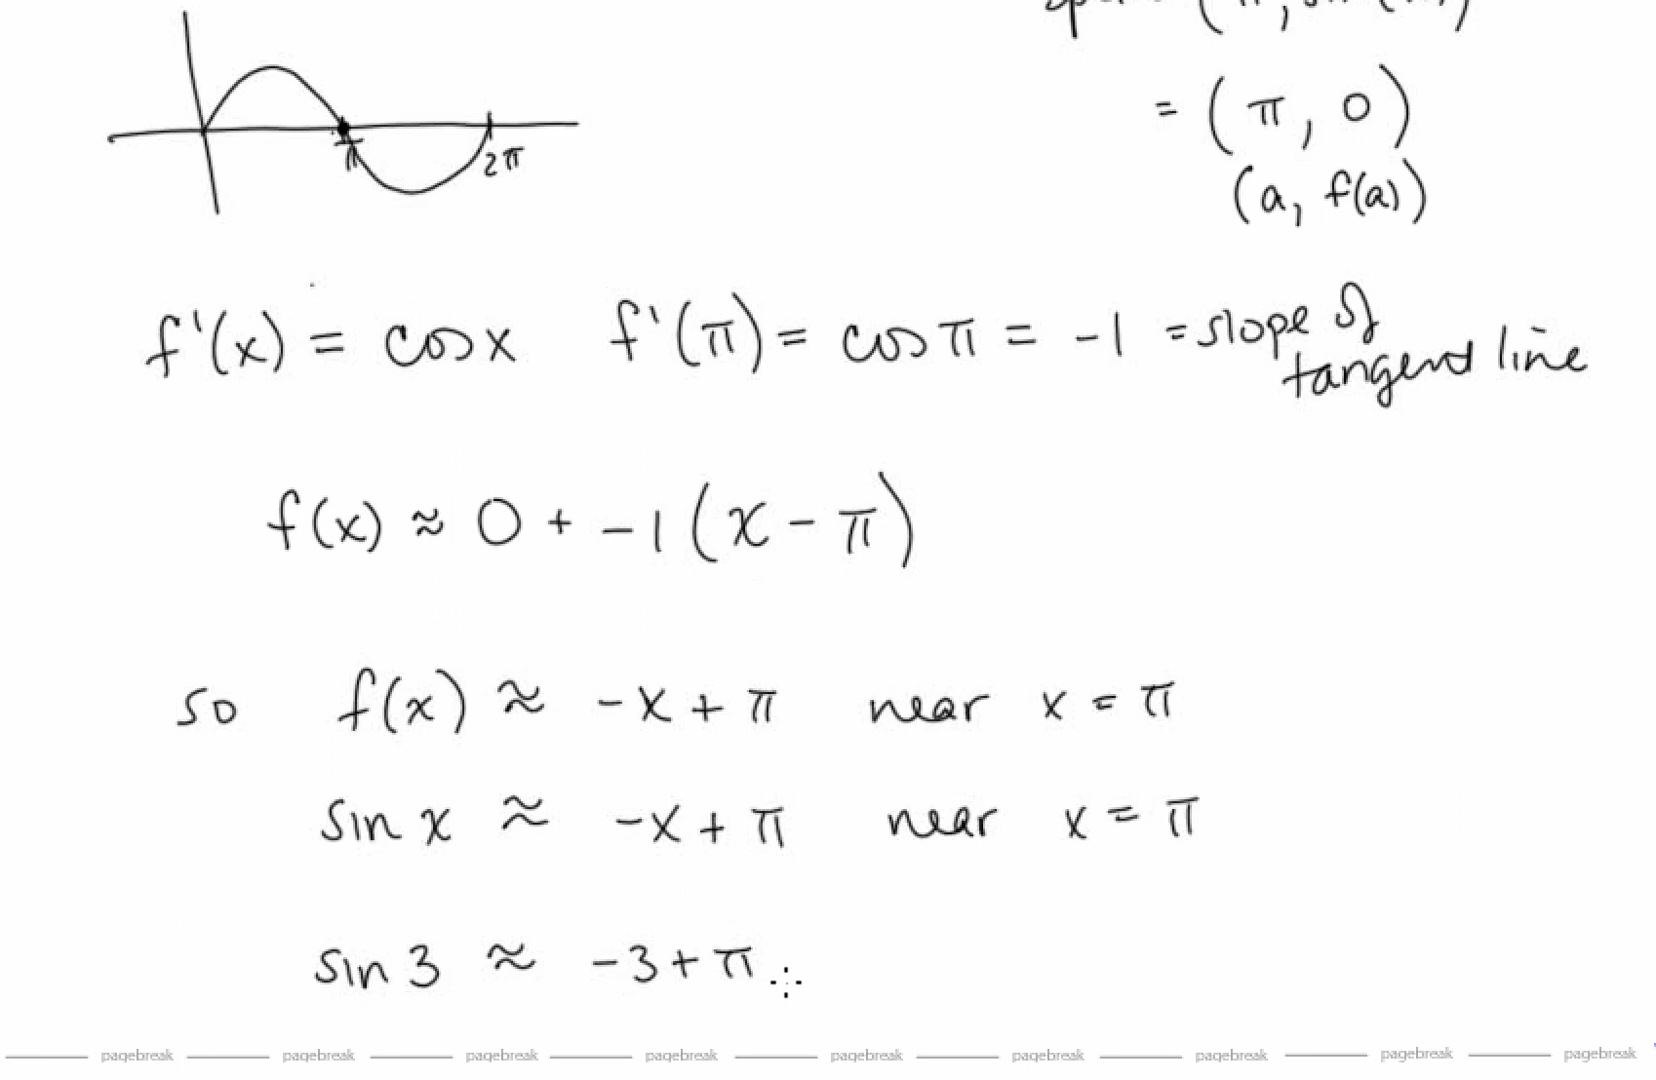 = (π, 0)
(a, f(a))
π 2π
f'(x) = cos x f'(π) = cos π = -1 = slope of
tangent line
f(x) ≈ 0 + -1(x - π)
so f(x) ≈ -x + π near x = π
sin x ≈ -x + π near x = π
sin 3 ≈ -3 + π
pagebreak pagebreak pagebreak pagebreak pagebreak pagebreak pagebreak pagebreak pagebreak